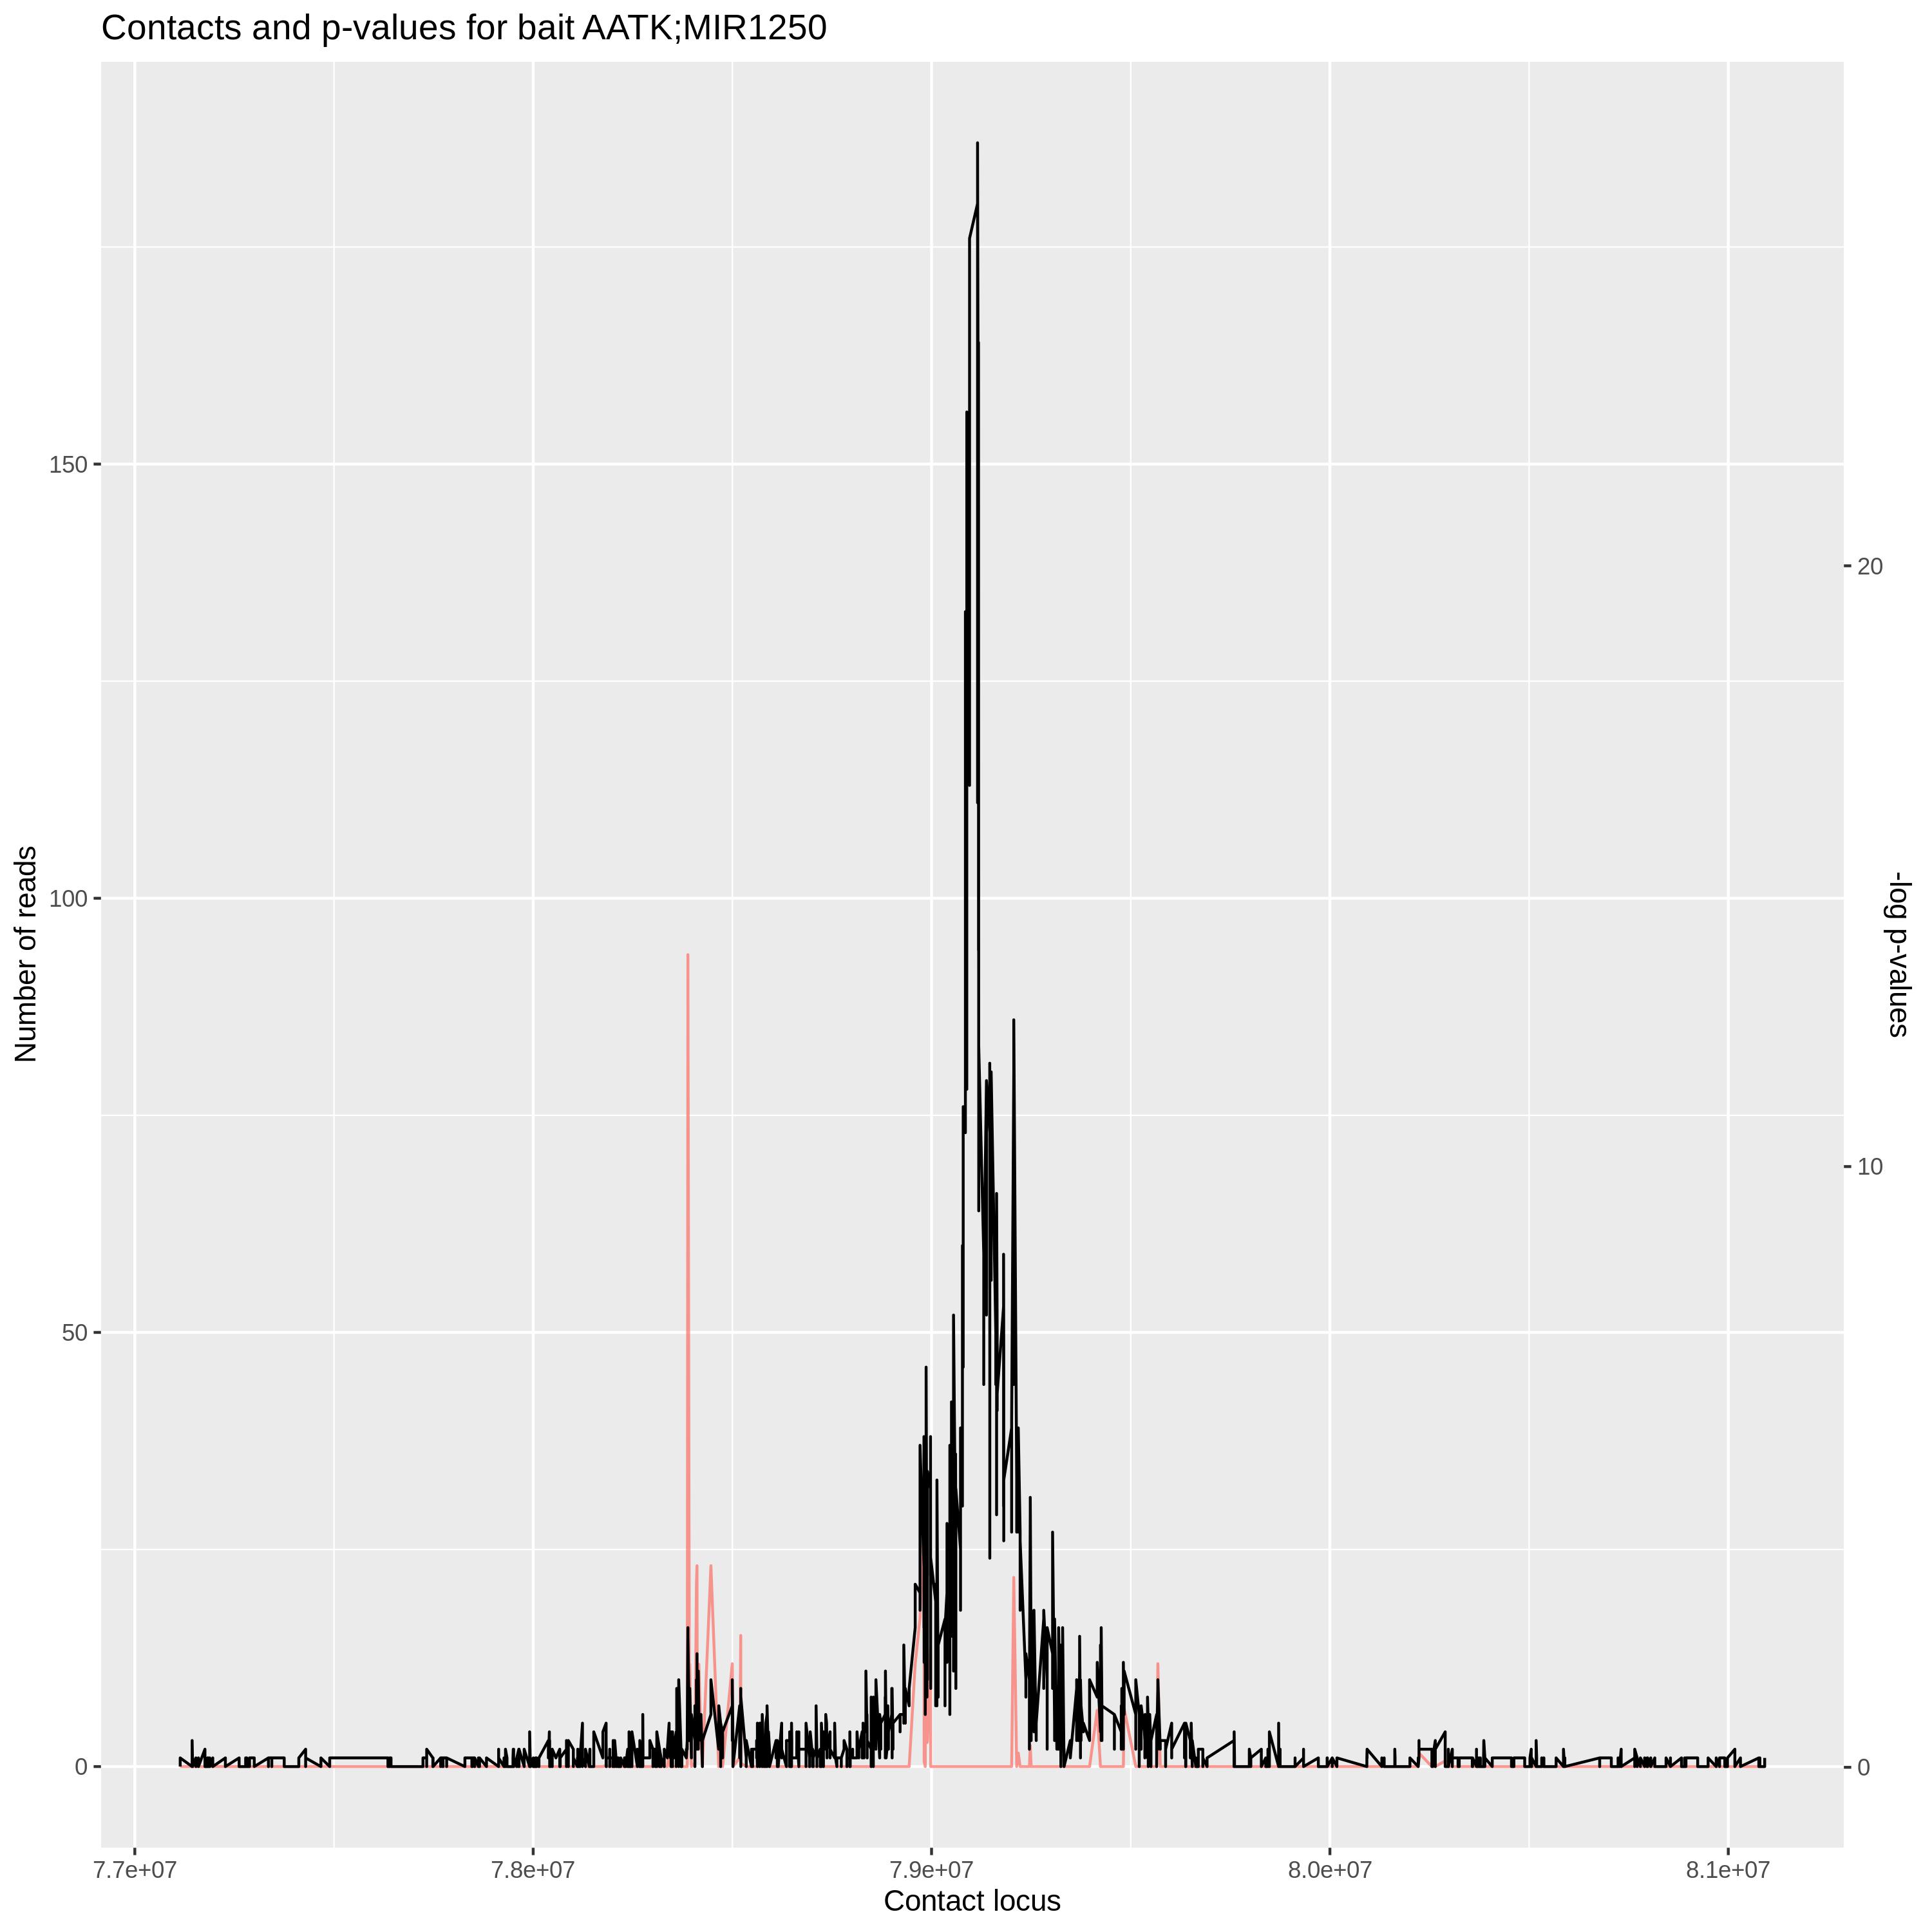 Contacts and p-values for bait AATK;MIR1250
Number of reads
150
100
50
0
20
10
0
-log p-values
7.7e+07
7.8e+07
7.9e+07
8.0e+07
8.1e+07
Contact locus